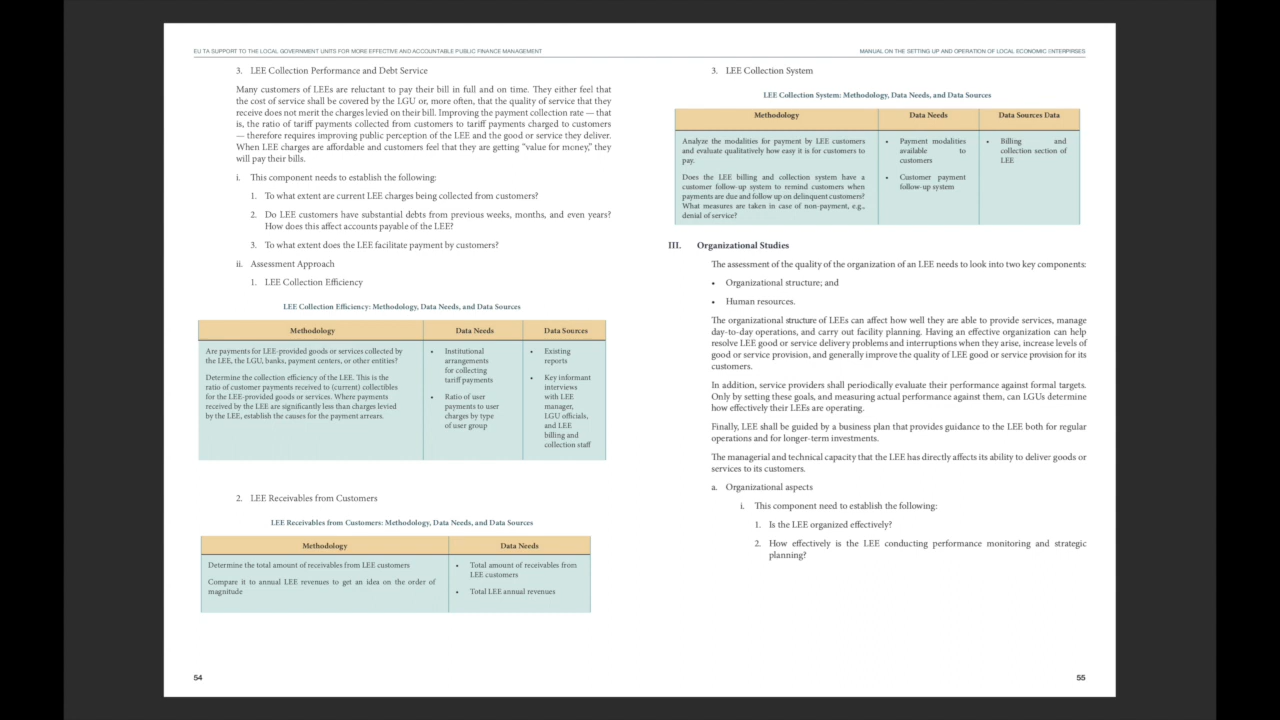 EU TA SUPPORT TO THE LOCAL GOVERNMENT UNITS FOR MORE EFFECTIVE AND ACCOUNTABLE PUBLIC FINANCE MANAGEMENT
3. LEE Collection Performance and Debt Service
Many customers of LEEs are reluctant to pay their bill in full and on time. They either feel that
the cost of service shall be covered by the LGU or, more often, that the quality of service that they
receive does not merit the charges levied on their bill. Improving the payment collection rate — that
is, the ratio of tariff payments collected from customers to tariff payments charged to customers
— therefore requires improving public perception of the LEE and the good or service they deliver.
When LEE charges are affordable and customers feel that they are getting “value for money,” they
will pay their bills.
i. This component needs to establish the following:
1. To what extent are current LEE charges being collected from customers?
2. Do LEE customers have substantial debts from previous weeks, months, and even years?
How does this affect accounts payable of the LEE?
3. To what extent does the LEE facilitate payment by customers?
ii. Assessment Approach
1. LEE Collection Efficiency
LEE Collection Efficiency: Methodology, Data Needs, and Data Sources
Methodology
Are payments for LEE-provided goods or services collected by
the LEE, the LGU, banks, payment centers, or other entities?
Determine the collection efficiency of the LEE. This is the
ratio of customer payments received to (current) collectibles
for the LEE-provided goods or services. Where payments
received by the LEE are significantly less than charges levied
by the LEE, establish the causes for the payment arrears.
Data Needs
• Institutional
arrangements
for collecting
tariff payments
• Ratio of user
payments to user
charges by type
of user group
Data Sources
• Existing
reports
• Key informant
interviews
with LEE
manager,
LGU officials,
and LEE
billing and
collection staff
2. LEE Receivables from Customers
LEE Receivables from Customers: Methodology, Data Needs, and Data Sources
Methodology
Determine the total amount of receivables from LEE customers
Compare it to annual LEE revenues to get an idea on the order of
magnitude
Data Needs
• Total amount of receivables from
LEE customers
• Total LEE annual revenues
54
MANUAL ON THE SETTING UP AND OPERATION OF LOCAL ECONOMIC ENTERPIRSES
3. LEE Collection System
LEE Collection System: Methodology, Data Needs, and Data Sources
Methodology
Analyze the modalities for payment by LEE customers
and evaluate qualitatively how easy it is for customers to
pay.
Does the LEE billing and collection system have a
customer follow-up system to remind customers when
payments are due and follow up on delinquent customers?
What measures are taken in case of non-payment, e.g.,
denial of service?
Data Needs
• Payment modalities
available to
customers
• Customer payment
follow-up system
Data Sources Data
• Billing and
collection section of
LEE
III. Organizational Studies
The assessment of the quality of the organization of an LEE needs to look into two key components:
• Organizational structure; and
• Human resources.
The organizational structure of LEEs can affect how well they are able to provide services, manage
day-to-day operations, and carry out facility planning. Having an effective organization can help
resolve LEE good or service delivery problems and interruptions when they arise, increase levels of
good or service provision, and generally improve the quality of LEE good or service provision for its
customers.
In addition, service providers shall periodically evaluate their performance against formal targets.
Only by setting these goals, and measuring actual performance against them, can LGUs determine
how effectively their LEEs are operating.
Finally, LEE shall be guided by a business plan that provides guidance to the LEE both for regular
operations and for longer-term investments.
The managerial and technical capacity that the LEE has directly affects its ability to deliver goods or
services to its customers.
a. Organizational aspects
i. This component need to establish the following:
1. Is the LEE organized effectively?
2. How effectively is the LEE conducting performance monitoring and strategic
planning?
55